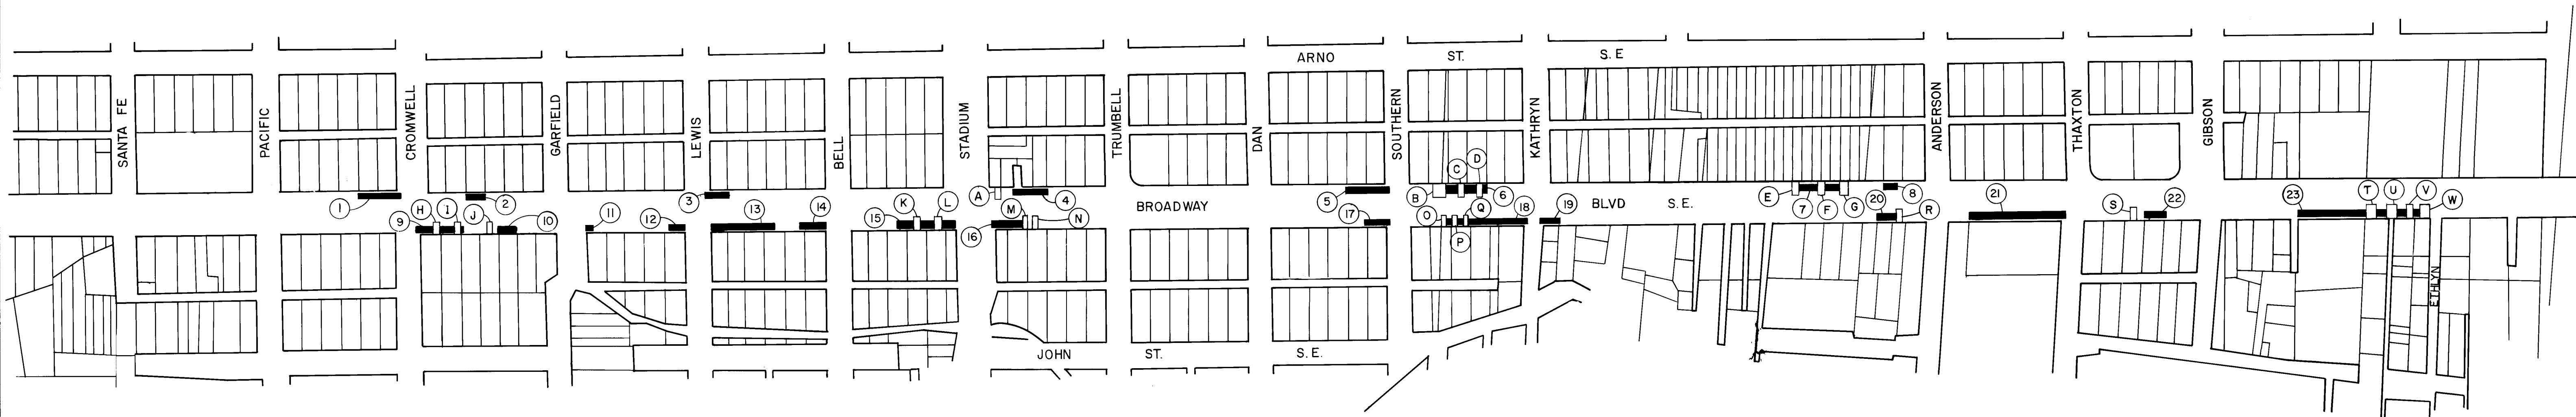 ARNO ST. S.E
SANTA FE
PACIFIC
CROMWELL
GARFIELD
LEWIS
BELL
STADIUM
TRUMBELL
DAN
SOUTHERN
KATHRYN
ANDERSON
THAXTON
GIBSON
1
2
3
A
4
5
B
C
D
6
E
7
F
G
8
BROADWAY BLVD S.E.
9
H
I
J
10
11
12
13
14
15
K
L
16
M
N
17
O
P
Q
18
19
20
R
21
S
22
23
T
U
V
W
ETHLYN
JOHN ST. S.E.